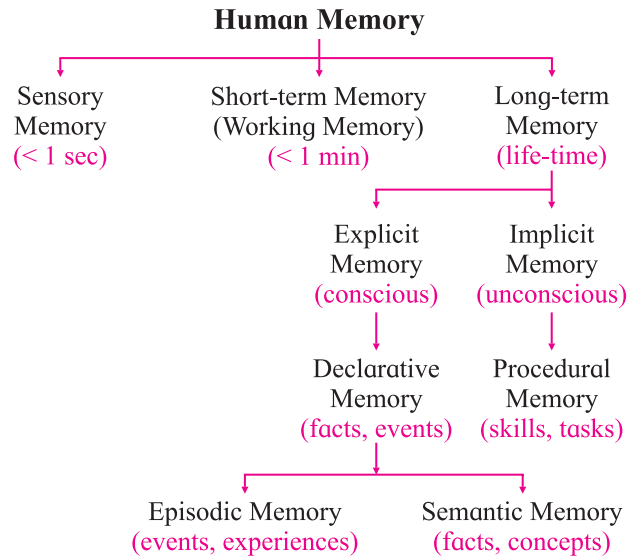 Human Memory
Sensory
Memory
(< 1 sec)
Short-term Memory
(Working Memory)
(< 1 min)
Long-term
Memory
(life-time)
Explicit
Memory
(conscious)
Implicit
Memory
(unconscious)
Declarative
Memory
(facts, events)
Procedural
Memory
(skills, tasks)
Episodic Memory
(events, experiences)
Semantic Memory
(facts, concepts)